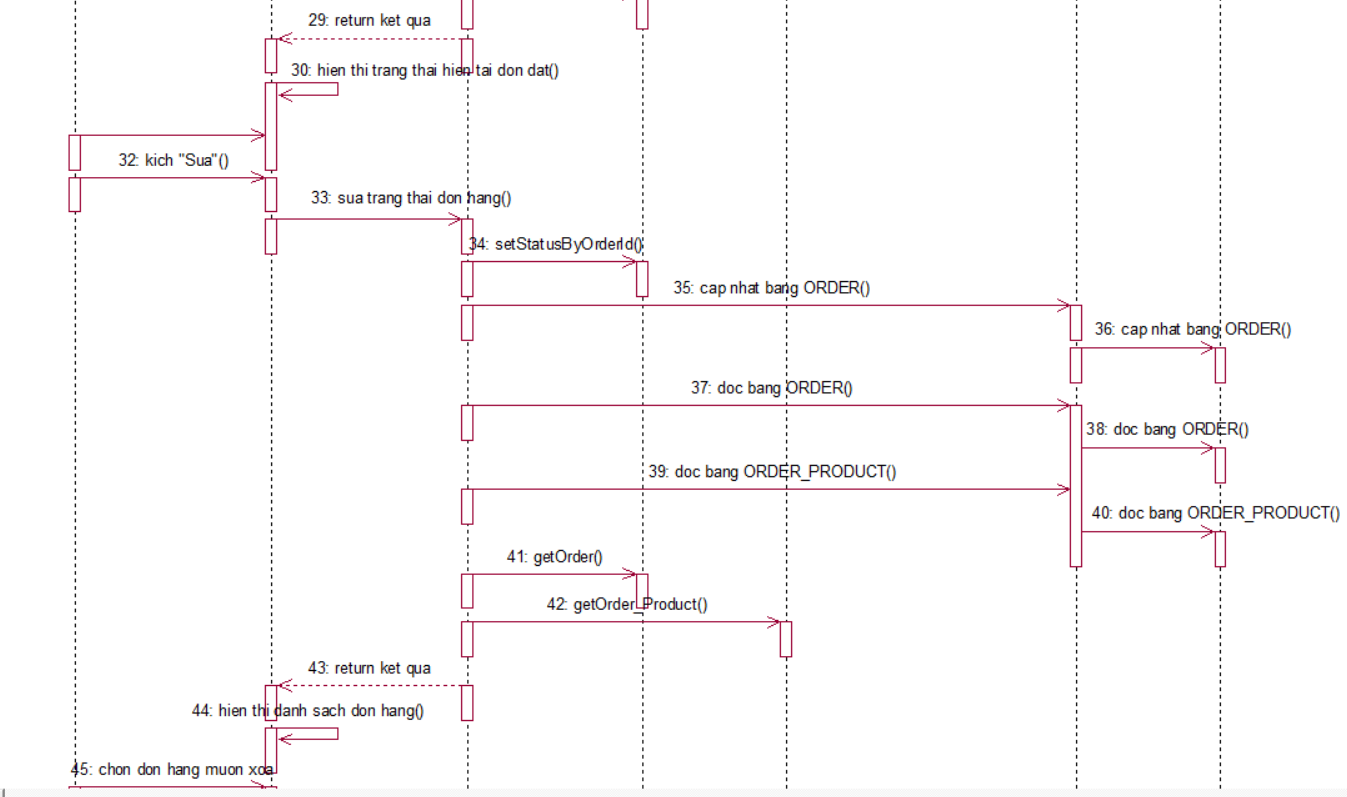 29: return ket qua
30: hien thi trang thai hien tai don dat()
32: kich "Sua"()
33: sua trang thai don hang()
34: setStatusByOrderId()
35: cap nhat bang ORDER()
36: cap nhat bang ORDER()
37: doc bang ORDER()
38: doc bang ORDER()
39: doc bang ORDER_PRODUCT()
40: doc bang ORDER_PRODUCT()
41: getOrder()
42: getOrder_Product()
43: return ket qua
44: hien thi danh sach don hang()
45: chon don hang muon xoa